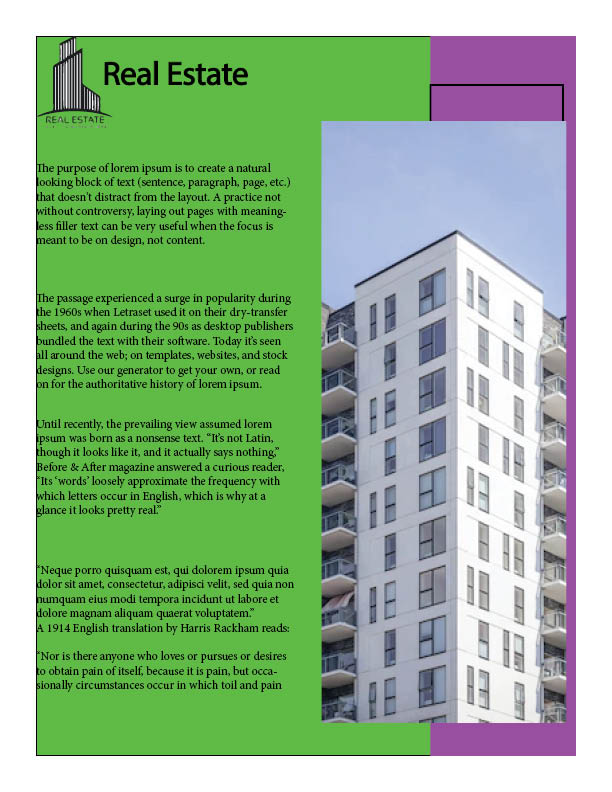 Real Estate
REAL ESTATE
The purpose of lorem ipsum is to create a natural
looking block of text (sentence, paragraph, page, etc.)
that doesn't distract from the layout. A practice not
without controversy, laying out pages with meaning-
less filler text can be very useful when the focus is
meant to be on design, not content.
The passage experienced a surge in popularity during
the 1960s when Letraset used it on their dry-transfer
sheets, and again during the 90s as desktop publishers
bundled the text with their software. Today it's seen
all around the web; on templates, websites, and stock
designs. Use our generator to get your own, or read
on for the authoritative history of lorem ipsum.
Until recently, the prevailing view assumed lorem
ipsum was born as a nonsense text. “It's not Latin,
though it looks like it, and it actually says nothing,”
Before & After magazine answered a curious reader,
“Its ‘words’ loosely approximate the frequency with
which letters occur in English, which is why at a
glance it looks pretty real.”
“Neque porro quisquam est, qui dolorem ipsum quia
dolor sit amet, consectetur, adipisci velit, sed quia non
numquam eius modi tempora incidunt ut labore et
dolore magnam aliquam quaerat voluptatem.”
A 1914 English translation by Harris Rackham reads:
“Nor is there anyone who loves or pursues or desires
to obtain pain of itself, because it is pain, but occa-
sionally circumstances occur in which toil and pain